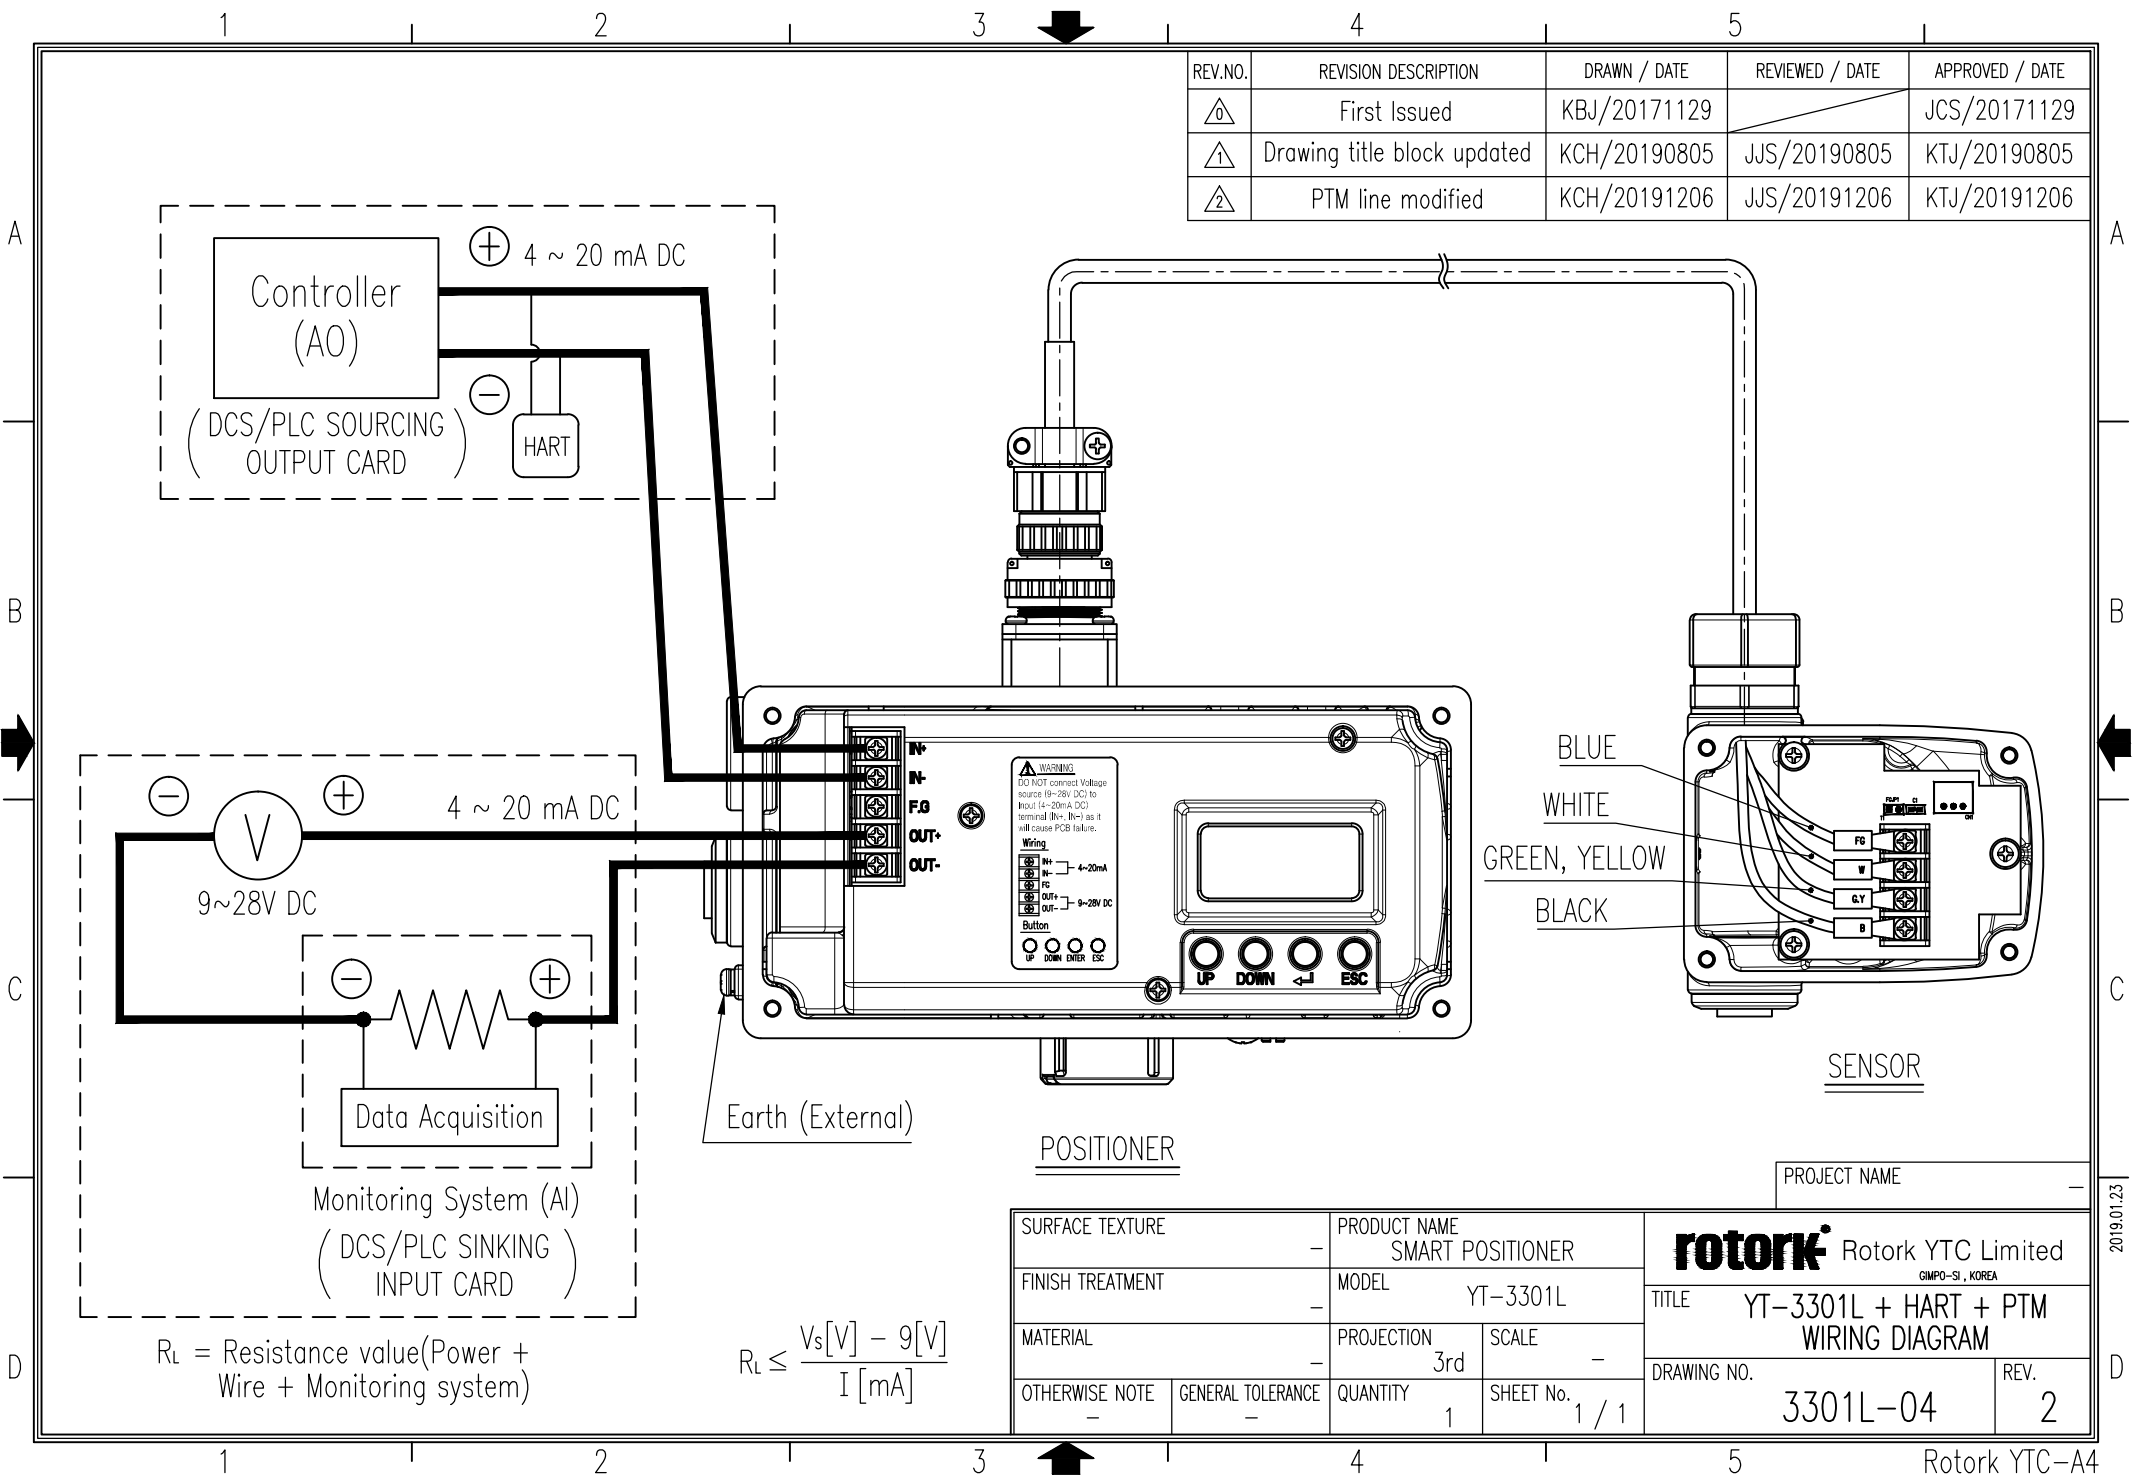 1 2 3 4 5
REV.NO. REVISION DESCRIPTION DRAWN / DATE REVIEWED / DATE APPROVED / DATE
0 First Issued KBJ/20171129 JCS/20171129
1 Drawing title block updated KCH/20190805 JJS/20190805 KTJ/20190805
2 PTM line modified KCH/20191206 JJS/20191206 KTJ/20191206
A A
+ 4 ~ 20 mA DC
Controller
(AO)
−
( DCS/PLC SOURCING
OUTPUT CARD )
HART
B B
IN+
IN-
F.G
OUT+
OUT-
WARNING
DO NOT connect Voltage
source (9~28V DC) to
Input (4~20mA DC)
terminal (IN+, IN-) as it
will cause PCB failure.
Wiring
IN+
IN-
4~20mA
FG
OUT+
OUT-
9~28V DC
Button
UP DOWN ENTER ESC
UP DOWN ESC
BLUE
WHITE
GREEN, YELLOW
BLACK
FCJP1 C1
T1
CN1
FG
W
G.Y
B
SENSOR
− + 4 ~ 20 mA DC
V
9~28V DC
C C
− +
Data Acquisition
Monitoring System (AI)
( DCS/PLC SINKING
INPUT CARD )
Earth (External)
POSITIONER
PROJECT NAME
−
2019.01.23
D D
RL = Resistance value(Power +
Wire + Monitoring system)
RL ≤ Vs[V] − 9[V]
I [mA]
SURFACE TEXTURE −
PRODUCT NAME
SMART POSITIONER
rotork Rotork YTC Limited
GIMPO-SI , KOREA
FINISH TREATMENT −
MODEL YT-3301L
TITLE YT-3301L + HART + PTM
WIRING DIAGRAM
MATERIAL −
PROJECTION 3rd
SCALE −
DRAWING NO. 3301L-04
REV. 2
OTHERWISE NOTE −
GENERAL TOLERANCE −
QUANTITY 1
SHEET No. 1 / 1
1 2 3 4 5
Rotork YTC-A4